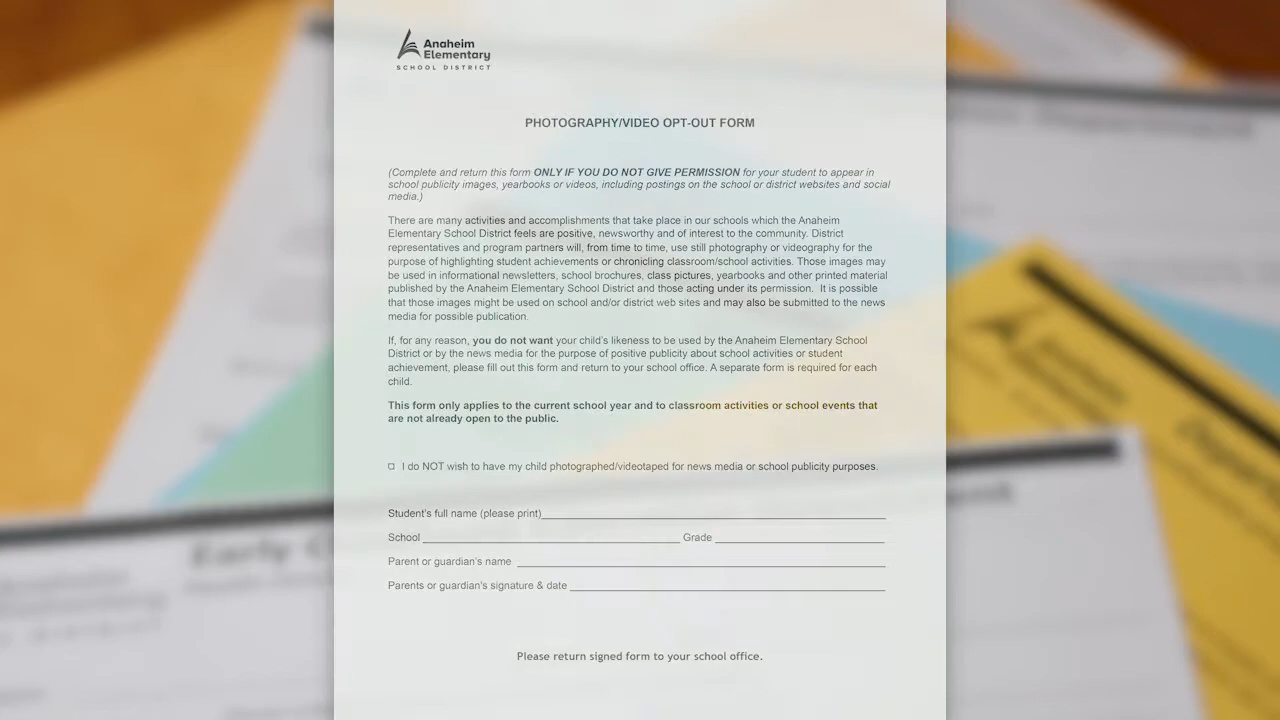 Anaheim
Elementary
SCHOOL DISTRICT
PHOTOGRAPHY/VIDEO OPT-OUT FORM
(Complete and return this form ONLY IF YOU DO NOT GIVE PERMISSION for your student to appear in
school publicity images, yearbooks or videos, including postings on the school or district websites and social
media.)
There are many activities and accomplishments that take place in our schools which the Anaheim
Elementary School District feels are positive, newsworthy and of interest to the community. District
representatives and program partners will, from time to time, use still photography or videography for the
purpose of highlighting student achievements or chronicling classroom/school activities. Those images may
be used in informational newsletters, school brochures, class pictures, yearbooks and other printed material
published by the Anaheim Elementary School District and those acting under its permission.  It is possible
that those images might be used on school and/or district web sites and may also be submitted to the news
media for possible publication.
If, for any reason, you do not want your child's likeness to be used by the Anaheim Elementary School
District or by the news media for the purpose of positive publicity about school activities or student
achievement, please fill out this form and return to your school office. A separate form is required for each
child.
This form only applies to the current school year and to classroom activities or school events that
are not already open to the public.
☐ I do NOT wish to have my child photographed/videotaped for news media or school publicity purposes.
Student's full name (please print)
School Grade
Parent or guardian's name
Parents or guardian's signature & date
Please return signed form to your school office.
Early
Anaheim
Elementary
DISTRICT